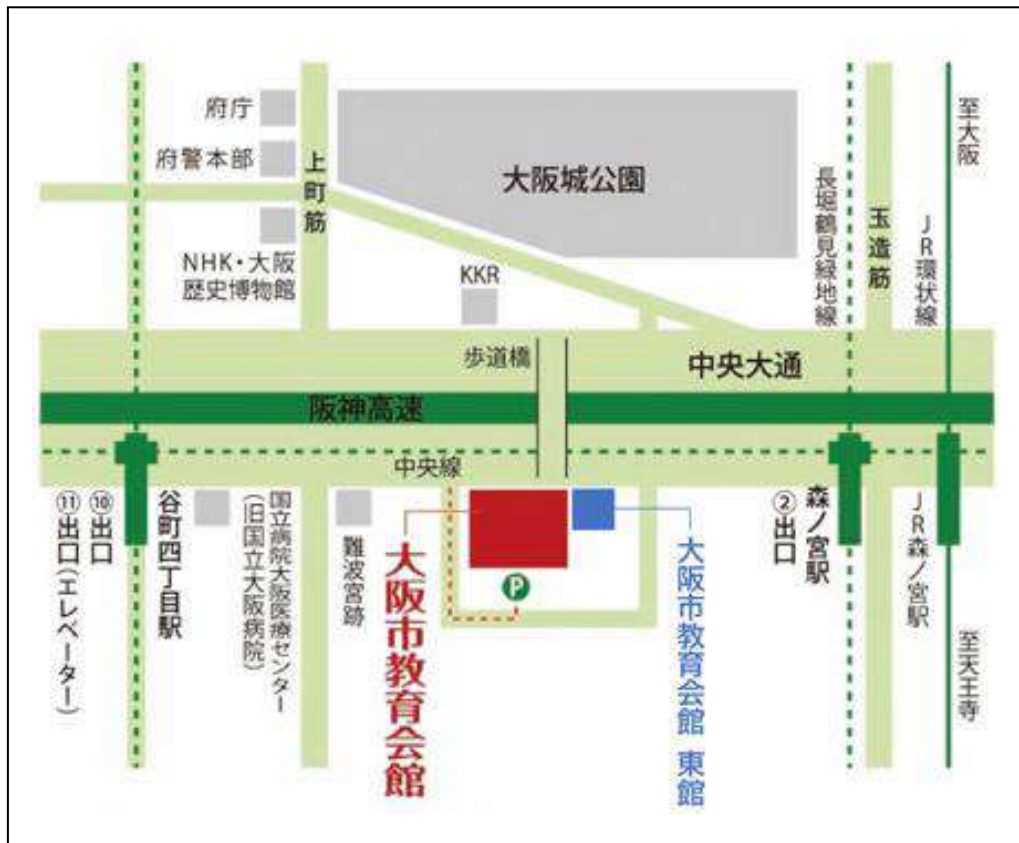 府庁
府警本部
上町筋
大阪城公園
長堀鶴見緑地線
玉造筋
JR環状線
至大阪
NHK・大阪
歴史博物館
KKR
歩道橋
中央大通
阪神高速
中央線
⑪出口(エレベーター)
⑩出口
谷町四丁目駅
国立病院大阪医療センター
(旧国立大阪病院)
難波宮跡
大阪市教育会館
P
大阪市教育会館 東館
②出口
森ノ宮駅
JR森ノ宮駅
至天王寺